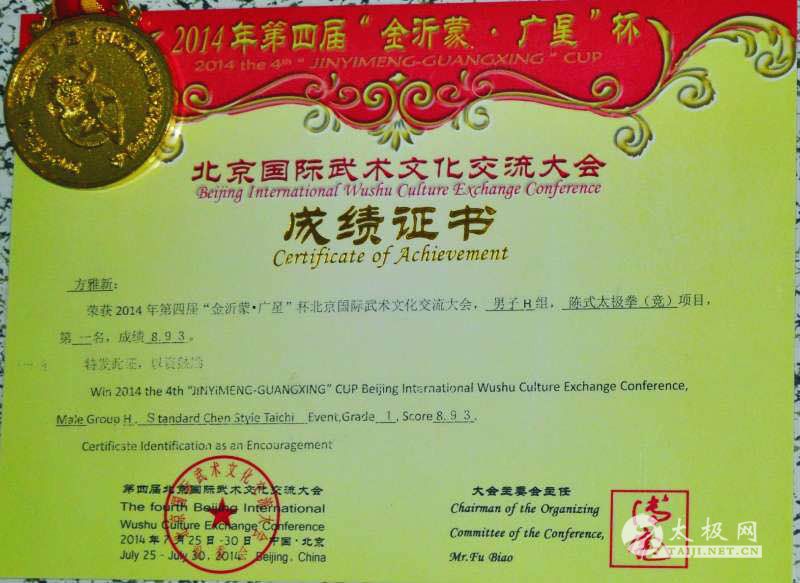 2014年第四届“金沂蒙·广星”杯
2014 the 4th “JINYIMENG-GUANGXING” CUP
北京国际武术文化交流大会
Beijing International Wushu Culture Exchange Conference
成绩证书
Certificate of Achievement
方雅新：
荣获2014年第四届“金沂蒙•广星”杯北京国际武术文化交流大会，男子H组，陈式太极拳（竞）项目，
第一名，成绩8.93。
特发此证，以资鼓励
Win 2014 the 4th “JINYiMENG-GUANGXING” CUP Beijing International Wushu Culture Exchange Conference,
Male Group H, Standard Chen Style Taichi Event,Grade 1, Score 8.93.
Certificate Identification as an Encouragement
第四届北京国际武术文化交流大会
The fourth Beijing International
Wushu Culture Exchange Conference
2014年7月25日-30日 中国·北京
July 25 - July 30, 2014 Beijing, China
大会组委会主任
Chairman of the Organizing
Committee of the Conference,
Mr.Fu Biao
太极网
TAIJI.NET.CN